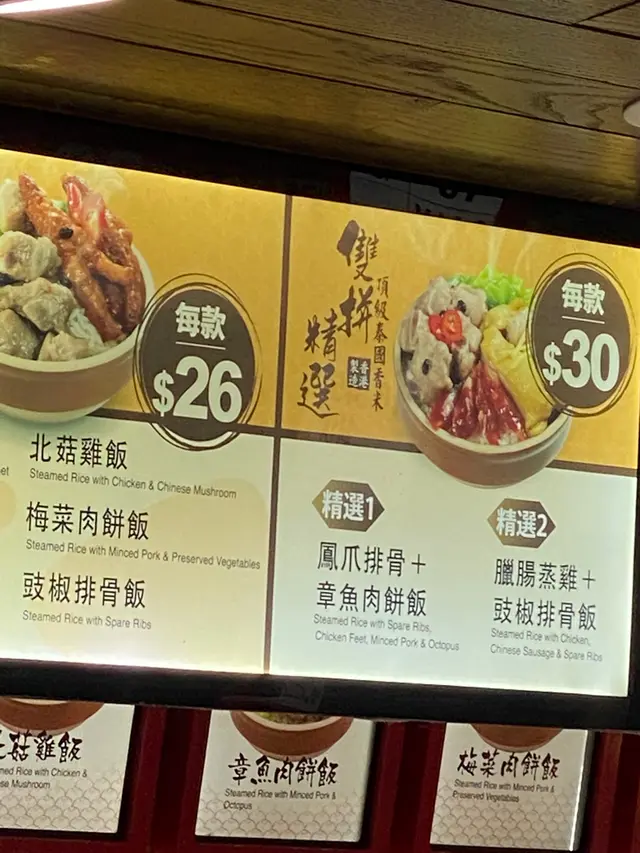 每款
$26
北菇雞飯
Steamed Rice with Chicken & Chinese Mushroom
梅菜肉餅飯
Steamed Rice with Minced Pork & Preserved Vegetables
豉椒排骨飯
Steamed Rice with Spare Ribs
雙拼
精選
頂級泰國香米
香港
製造
每款
$30
精選1
鳳爪排骨+
章魚肉餅飯
Steamed Rice with Spare Ribs,
Chicken Feet, Minced Pork & Octopus
精選2
臘腸蒸雞+
豉椒排骨飯
Steamed Rice with Chicken,
Chinese Sausage & Spare Ribs
菇雞飯
Rice with Chicken &
Mushroom
章魚肉餅飯
Steamed Rice with Minced Pork &
Octopus
梅菜肉餅飯
Steamed Rice with Minced Pork &
Preserved Vegetables